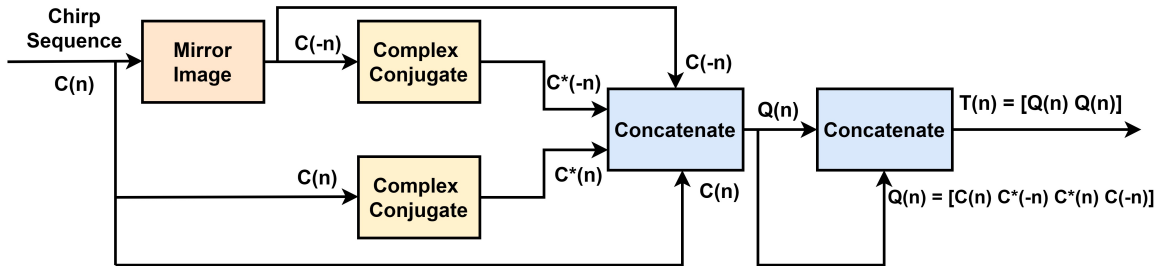 Chirp
Sequence
C(n)
Mirror
Image
C(-n)
Complex
Conjugate
C*(-n)
C(-n)
C(n)
Complex
Conjugate
C*(n)
C(n)
Concatenate
Q(n)
Concatenate
T(n) = [Q(n) Q(n)]
Q(n) = [C(n) C*(-n) C*(n) C(-n)]